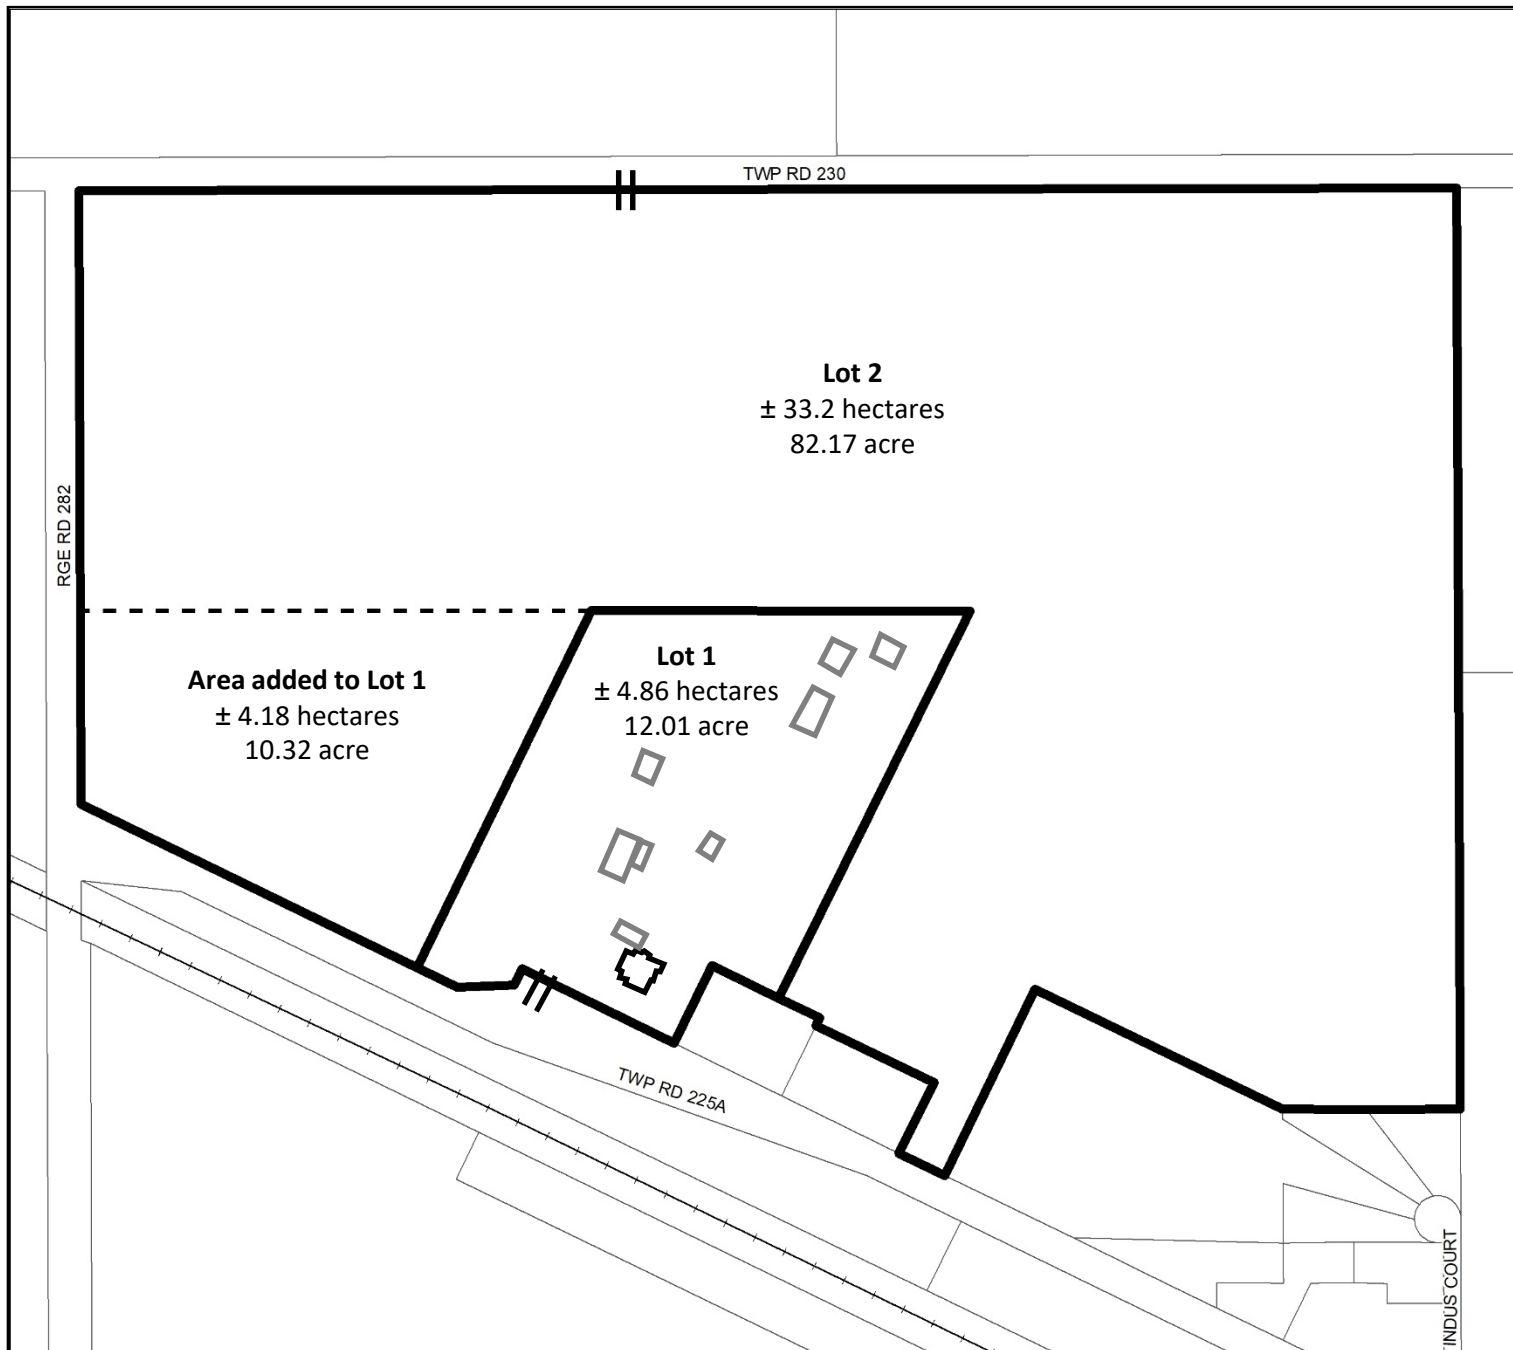 TWP RD 230
Lot 2
± 33.2 hectares
82.17 acre
RGE RD 282
Area added to Lot 1
± 4.18 hectares
10.32 acre
Lot 1
± 4.86 hectares
12.01 acre
TWP RD 225A
INDUS COURT